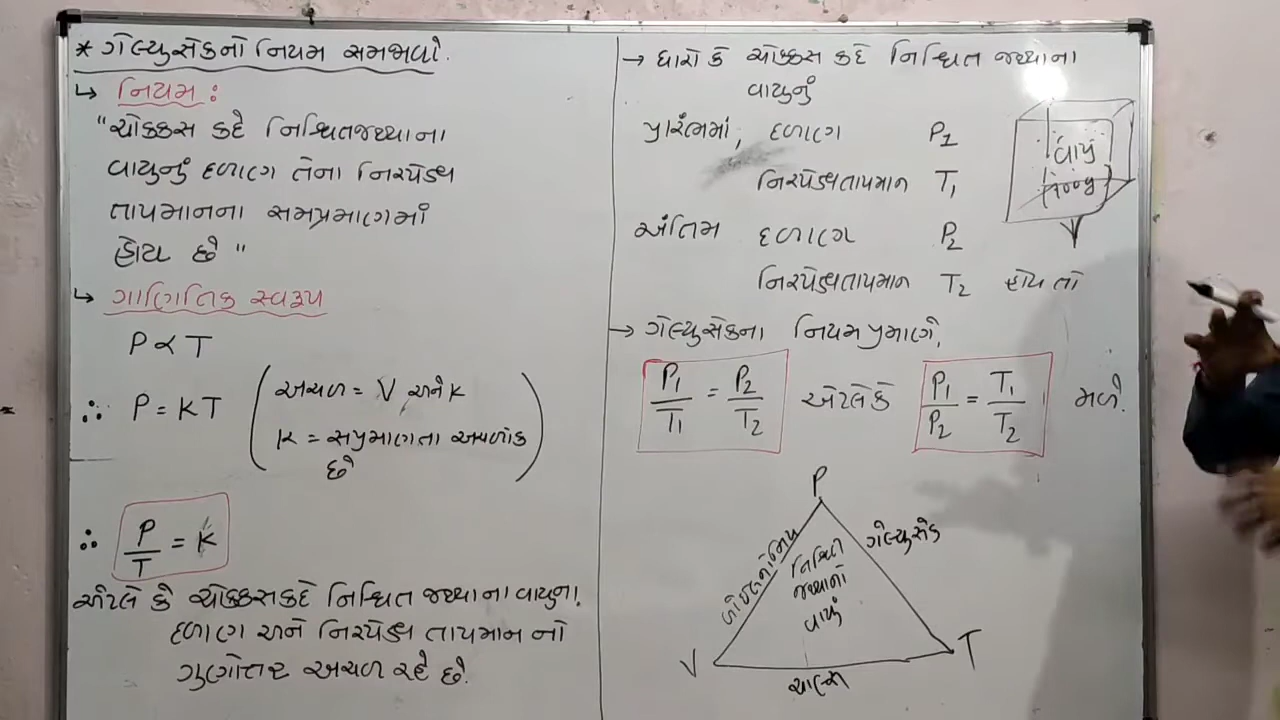 * ગેલ્યુસેકનો નિયમ સમજાવો.
↳ નિયમ :
"ચોક્કસ કદે નિશ્ચિતજથ્થાના
વાયુનું દબાણ તેના નિરપેક્ષ
તાપમાનના સમપ્રમાણમાં
હોય છે"
↳ ગાણિતિક સ્વરૂપ
P ∝ T
∴ P = KT (અચળ = V અને K
K = સપ્રમાણતા અચળાંક
છે)
∴ P/T = K
એટલે કે ચોક્કસકદે નિશ્ચિત જથ્થાના વાયુના
દબાણ અને નિરપેક્ષ તાપમાન નો
ગુણોત્તર અચળ રહે છે.
→ ધારો કે ચોક્કસ કદે નિશ્ચિત જથ્થાના
વાયુનું
પ્રારંભમાં, દબાણ P1
નિરપેક્ષતાપમાન T1
અંતિમ દબાણ P2
નિરપેક્ષતાપમાન T2 હોય તો
વાયુ
100g
V
→ ગેલ્યુસેકના નિયમ પ્રમાણે,
P1/T1 = P2/T2 એટલેકે P1/P2 = T1/T2 મળે.
P
ગેલ્યુસેક
નિશ્ચિત
જથ્થાનો
વાયુ
V
T
ચાર્લ્સ